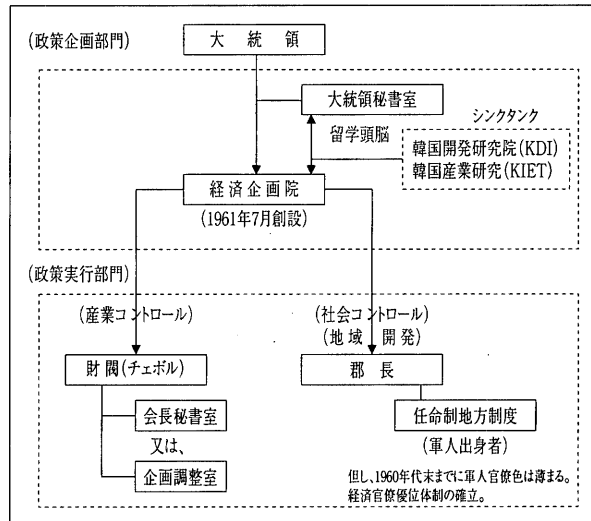 (政策企画部門)
大統領
大統領秘書室
シンクタンク
留学頭脳
韓国開発研究院(KDI)
韓国産業研究(KIET)
経済企画院
(1961年7月創設)
(政策実行部門)
(産業コントロール)
(社会コントロール)
(地域 開発)
財閥(チェボル)
郡長
会長秘書室
任命制地方制度
又は、
(軍人出身者)
企画調整室
但し、1960年代末までに軍人官僚色は薄まる。
経済官僚優位体制の確立。